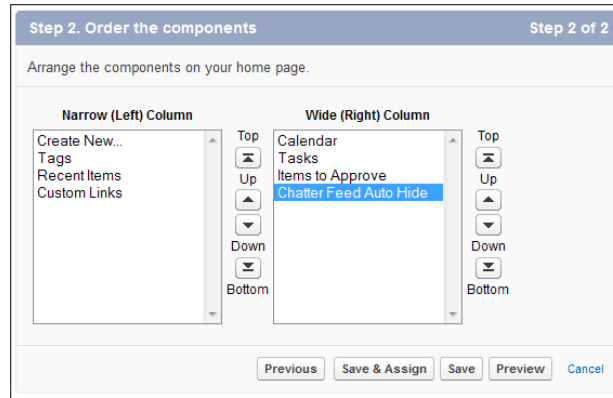 Step 2. Order the components Step 2 of 2
Arrange the components on your home page.
Narrow (Left) Column
Create New...
Tags
Recent Items
Custom Links
Top
Up
Down
Bottom
Wide (Right) Column
Calendar
Tasks
Items to Approve
Chatter Feed Auto Hide
Top
Up
Down
Bottom
Previous Save & Assign Save Preview Cancel